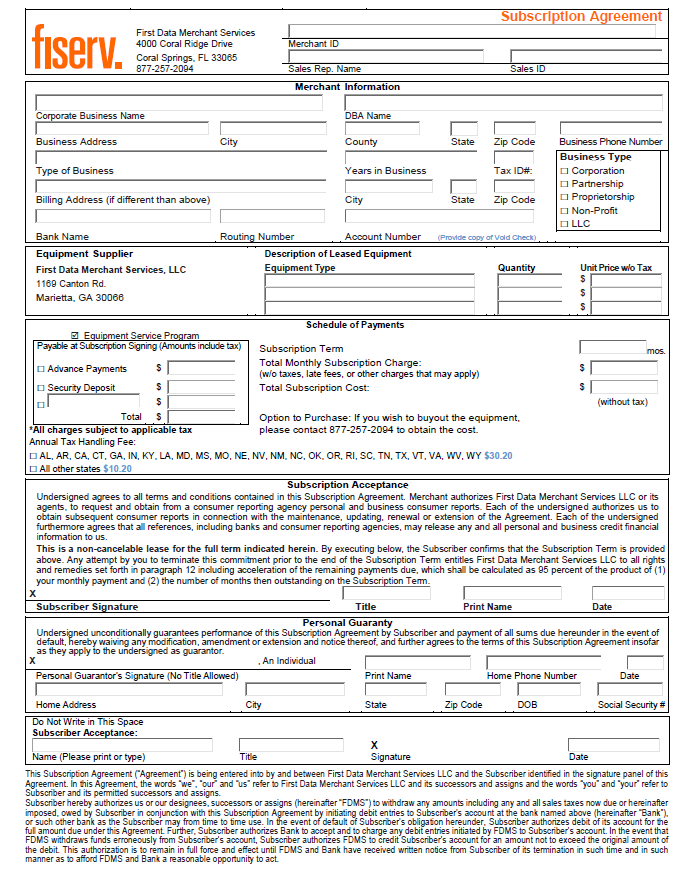 Subscription Agreement
fiserv.
First Data Merchant Services
4000 Coral Ridge Drive
Coral Springs, FL 33065
877-257-2094
Merchant ID
Sales Rep. Name Sales ID
Merchant Information
Corporate Business Name DBA Name
Business Address City County State Zip Code Business Phone Number
Type of Business Years in Business Tax ID#:
Business Type
☐ Corporation
☐ Partnership
☐ Proprietorship
☐ Non-Profit
☐ LLC
Billing Address (if different than above) City State Zip Code
Bank Name Routing Number Account Number (Provide copy of Void Check)
Equipment Supplier Description of Leased Equipment
First Data Merchant Services, LLC Equipment Type Quantity Unit Price w/o Tax
1169 Canton Rd. $
Marietta, GA 30066 $
$
Schedule of Payments
☑ Equipment Service Program
Payable at Subscription Signing (Amounts include tax)
☐ Advance Payments $
☐ Security Deposit $
☐ $
Total $
Subscription Term mos.
Total Monthly Subscription Charge: $
(w/o taxes, late fees, or other charges that may apply)
Total Subscription Cost: $
(without tax)
Option to Purchase: If you wish to buyout the equipment,
please contact 877-257-2094 to obtain the cost.
*All charges subject to applicable tax
Annual Tax Handling Fee:
☐ AL, AR, CA, CT, GA, IN, KY, LA, MD, MS, MO, NE, NV, NM, NC, OK, OR, RI, SC, TN, TX, VT, VA, WV, WY $30.20
☐ All other states $10.20
Subscription Acceptance
Undersigned agrees to all terms and conditions contained in this Subscription Agreement. Merchant authorizes First Data Merchant Services LLC or its
agents, to request and obtain from a consumer reporting agency personal and business consumer reports. Each of the undersigned authorizes us to
obtain subsequent consumer reports in connection with the maintenance, updating, renewal or extension of the Agreement. Each of the undersigned
furthermore agrees that all references, including banks and consumer reporting agencies, may release any and all personal and business credit financial
information to us.
This is a non-cancelable lease for the full term indicated herein. By executing below, the Subscriber confirms that the Subscription Term is provided
above. Any attempt by you to terminate this commitment prior to the end of the Subscription Term entitles First Data Merchant Services LLC to all rights
and remedies set forth in paragraph 12 including acceleration of the remaining payments due, which shall be calculated as 95 percent of the product of (1)
your monthly payment and (2) the number of months then outstanding on the Subscription Term.
X
Subscriber Signature Title Print Name Date
Personal Guaranty
Undersigned unconditionally guarantees performance of this Subscription Agreement by Subscriber and payment of all sums due hereunder in the event of
default, hereby waiving any modification, amendment or extension and notice thereof, and further agrees to the terms of this Subscription Agreement insofar
as they apply to the undersigned as guarantor.
X , An Individual
Personal Guarantor's Signature (No Title Allowed) Print Name Home Phone Number Date
Home Address City State Zip Code DOB Social Security #
Do Not Write in This Space
Subscriber Acceptance:
X
Name (Please print or type) Title Signature Date
This Subscription Agreement ("Agreement") is being entered into by and between First Data Merchant Services LLC and the Subscriber identified in the signature panel of this
Agreement. In this Agreement, the words "we", "our" and "us" refer to First Data Merchant Services LLC and its successors and assigns and the words "you" and "your" refer to
Subscriber and its permitted successors and assigns.
Subscriber hereby authorizes us or our designees, successors or assigns (hereinafter "FDMS") to withdraw any amounts including any and all sales taxes now due or hereinafter
imposed, owed by Subscriber in conjunction with this Subscription Agreement by initiating debit entries to Subscriber's account at the bank named above (hereinafter "Bank"),
or such other bank as the Subscriber may from time to time use. In the event of default of Subscriber's obligation hereunder, Subscriber authorizes debit of its account for the
full amount due under this Agreement. Further, Subscriber authorizes Bank to accept and to charge any debit entries initiated by FDMS to Subscriber's account. In the event that
FDMS withdraws funds erroneously from Subscriber's account, Subscriber authorizes FDMS to credit Subscriber's account for an amount not to exceed the original amount of
the debit. This authorization is to remain in full force and effect until FDMS and Bank have received written notice from Subscriber of its termination in such time and in such
manner as to afford FDMS and Bank a reasonable opportunity to act.